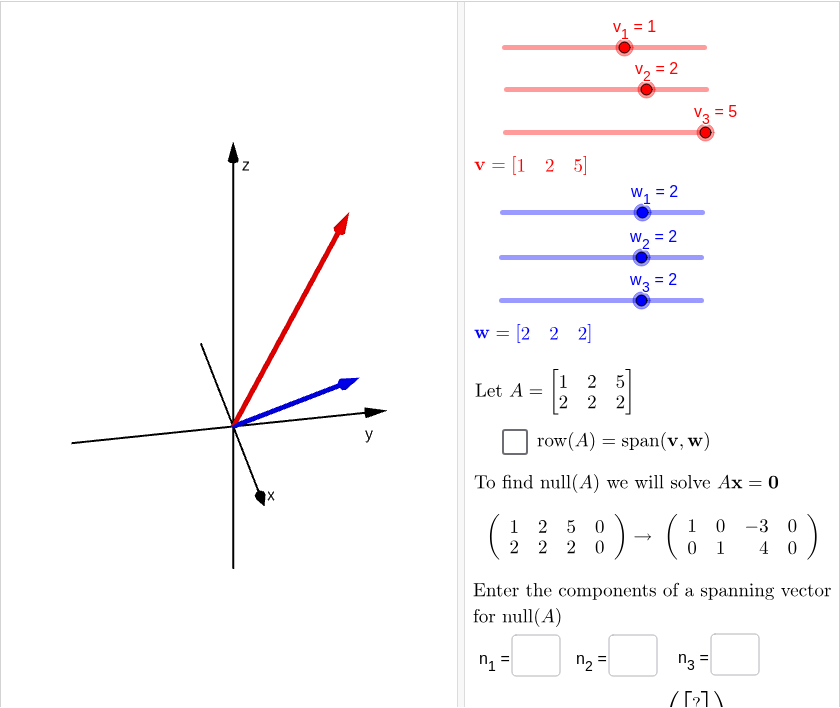 z
y
x
v₁ = 1
v₂ = 2
v₃ = 5
v = [1 2 5]
w₁ = 2
w₂ = 2
w₃ = 2
w = [2 2 2]
Let A = [1 2 5
2 2 2]
row(A) = span(v, w)
To find null(A) we will solve Ax = 0
( 1 2 5 0
2 2 2 0 ) → ( 1 0 −3 0
0 1 4 0 )
Enter the components of a spanning vector
for null(A)
n₁ = n₂ = n₃ =
([?])